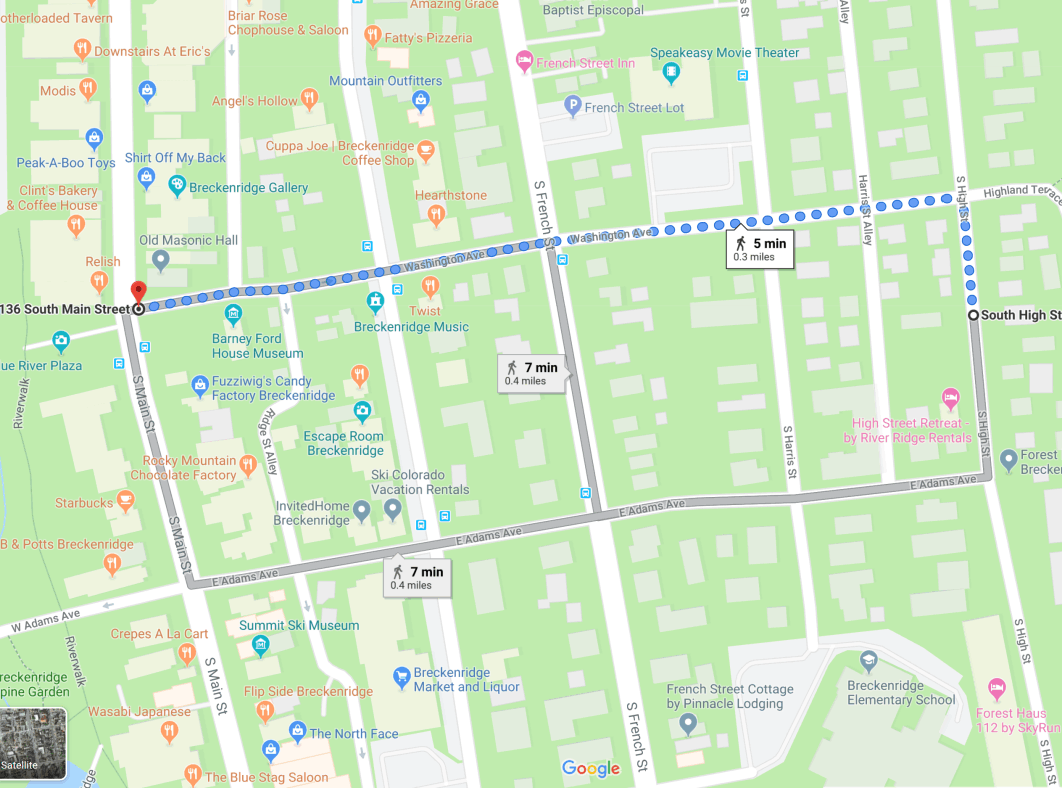 Amazing Grace
Baptist Episcopal
s St
Alley
otherloaded Tavern
Briar Rose
Chophouse & Saloon
Fatty's Pizzeria
Downstairs At Eric's
French Street Inn
Speakeasy Movie Theater
Modis
Angel's Hollow
Mountain Outfitters
French Street Lot
Peak-A-Boo Toys
Shirt Off My Back
Cuppa Joe | Breckenridge
Coffee Shop
Breckenridge Gallery
Clint's Bakery
& Coffee House
Hearthstone
S French St
Harris St Alley
S High St
Highland Terrace
Old Masonic Hall
Washington Ave
Washington Ave
5 min
0.3 miles
Relish
136 South Main Street
Twist
South High St
Barney Ford
House Museum
Breckenridge Music
ue River Plaza
Riverwalk
S Main St
Fuzziwig's Candy
Factory Breckenridge
7 min
0.4 miles
Ridge St Alley
Escape Room
Breckenridge
High Street Retreat -
by River Ridge Rentals
S High St
S Harris St
Rocky Mountain
Chocolate Factory
Ski Colorado
Vacation Rentals
Forest
Brecke
Starbucks
InvitedHome
Breckenridge
E Adams Ave
E Adams Ave
E Adams Ave
S Main St
B & Potts Breckenridge
E Adams Ave
7 min
0.4 miles
W Adams Ave
Crepes A La Cart
Summit Ski Museum
Riverwalk
S High St
reckenridge
pine Garden
S Main St
Breckenridge
Market and Liquor
French Street Cottage
by Pinnacle Lodging
Breckenridge
Elementary School
Flip Side Breckenridge
Wasabi Japanese
The North Face
S French St
Forest Haus
112 by SkyRun
S High St
Satellite
dge
The Blue Stag Saloon
Google